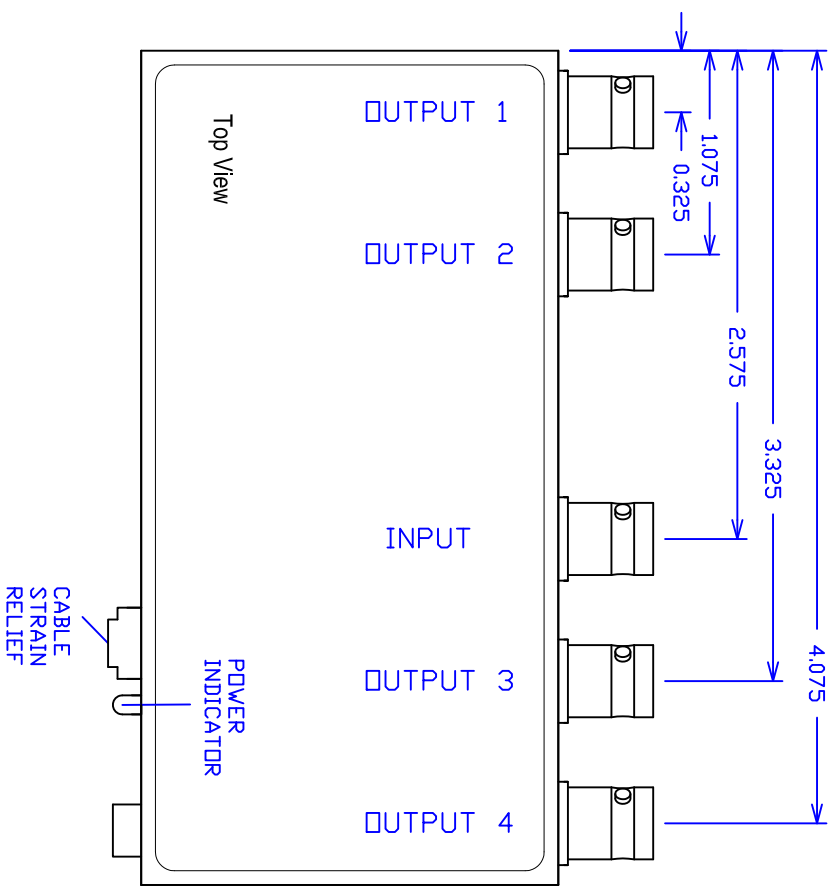 OUTPUT 1
Top View
OUTPUT 2
INPUT
OUTPUT 3
OUTPUT 4
0.325
1.075
2.575
3.325
4.075
CABLE
STRAIN
RELIEF
POWER
INDICATOR